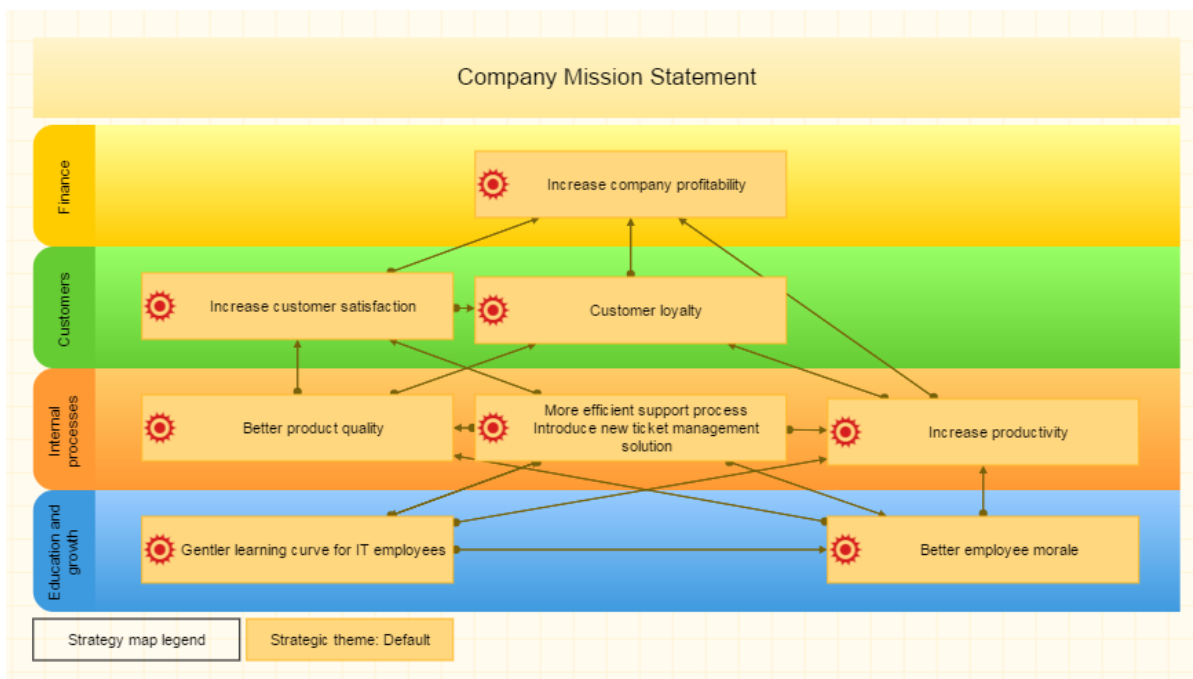 Company Mission Statement
Finance
Increase company profitability
Customers
Increase customer satisfaction
Customer loyalty
Internal
processes
Better product quality
More efficient support process
Introduce new ticket management
solution
Increase productivity
Education and
growth
Gentler learning curve for IT employees
Better employee morale
Strategy map legend
Strategic theme: Default